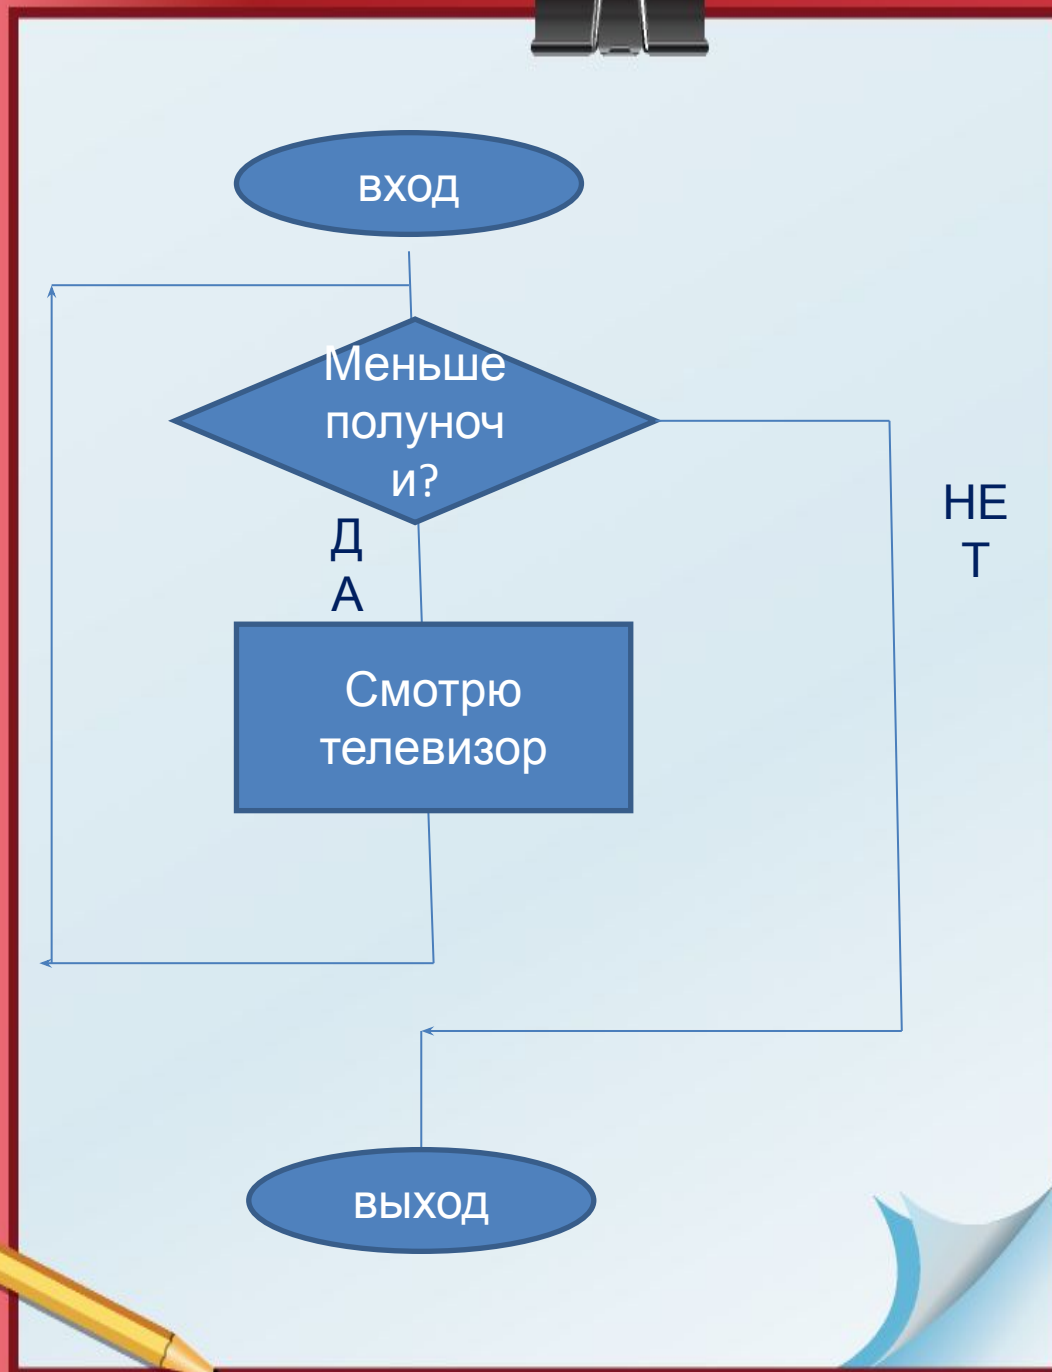 вход
Меньше
полуноч
и?
Д
А
НЕ
Т
Смотрю
телевизор
выход